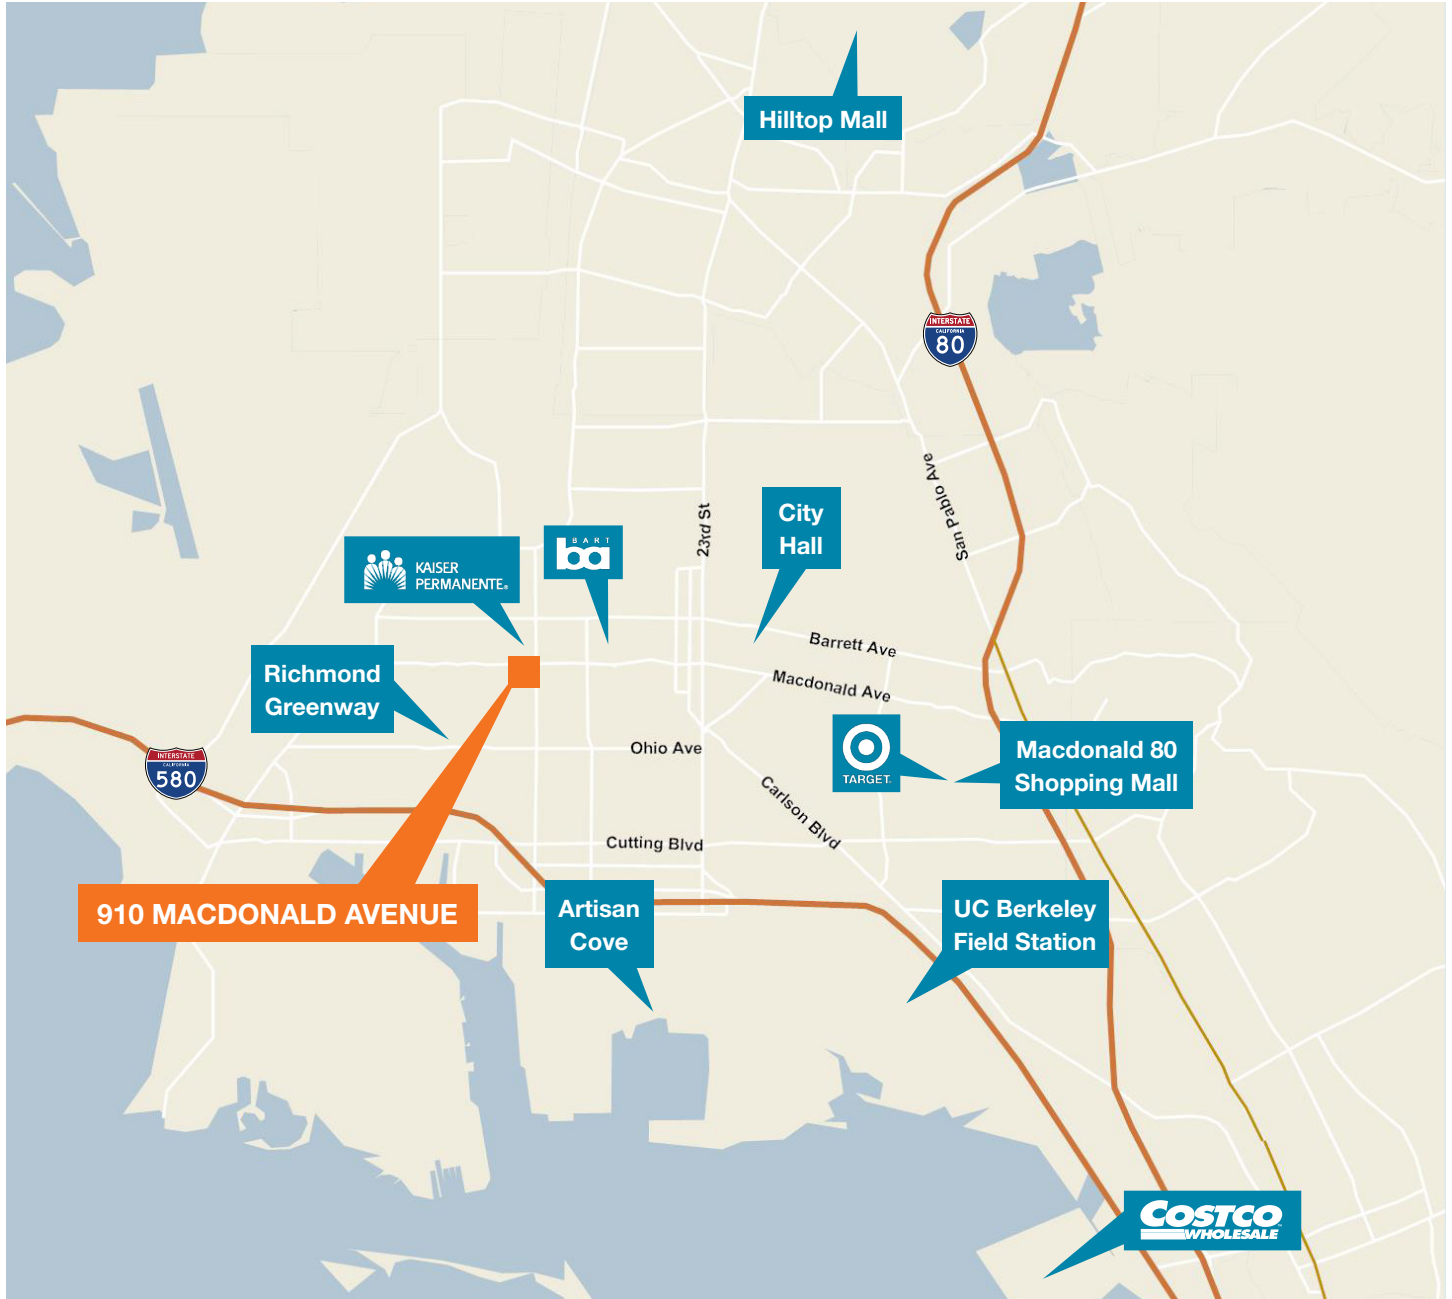 Hilltop Mall
INTERSTATE
CALIFORNIA
80
San Pablo Ave
23rd St
City
Hall
BART
ba
KAISER
PERMANENTE®
Barrett Ave
Richmond
Greenway
Macdonald Ave
Ohio Ave
TARGET
Macdonald 80
Shopping Mall
INTERSTATE
CALIFORNIA
580
Carlson Blvd
Cutting Blvd
910 MACDONALD AVENUE
Artisan
Cove
UC Berkeley
Field Station
COSTCO
WHOLESALE